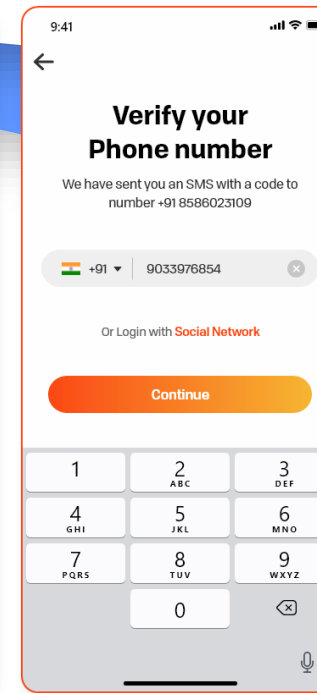 9:41
Verify your
Phone number
We have sent you an SMS with a code to
number +91 8586023109
+91 9033976854
Or Login with Social Network
Continue
1 2 3
ABC DEF
4 5 6
GHI JKL MNO
7 8 9
PQRS TUV WXYZ
0